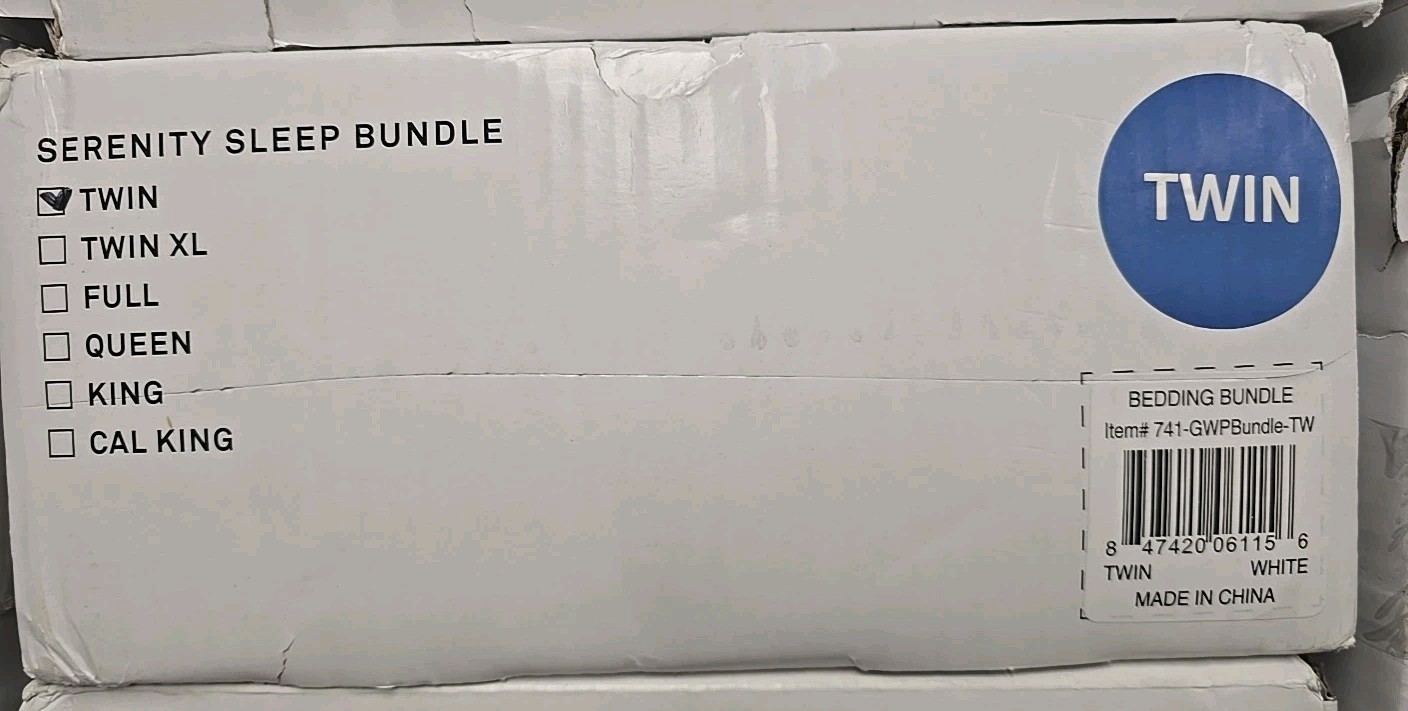 SERENITY SLEEP BUNDLE
TWIN
TWIN XL
FULL
QUEEN
KING
CAL KING
TWIN
BEDDING BUNDLE
Item# 741-GWPBundle-TW
8 47420 06115 6
TWIN WHITE
MADE IN CHINA